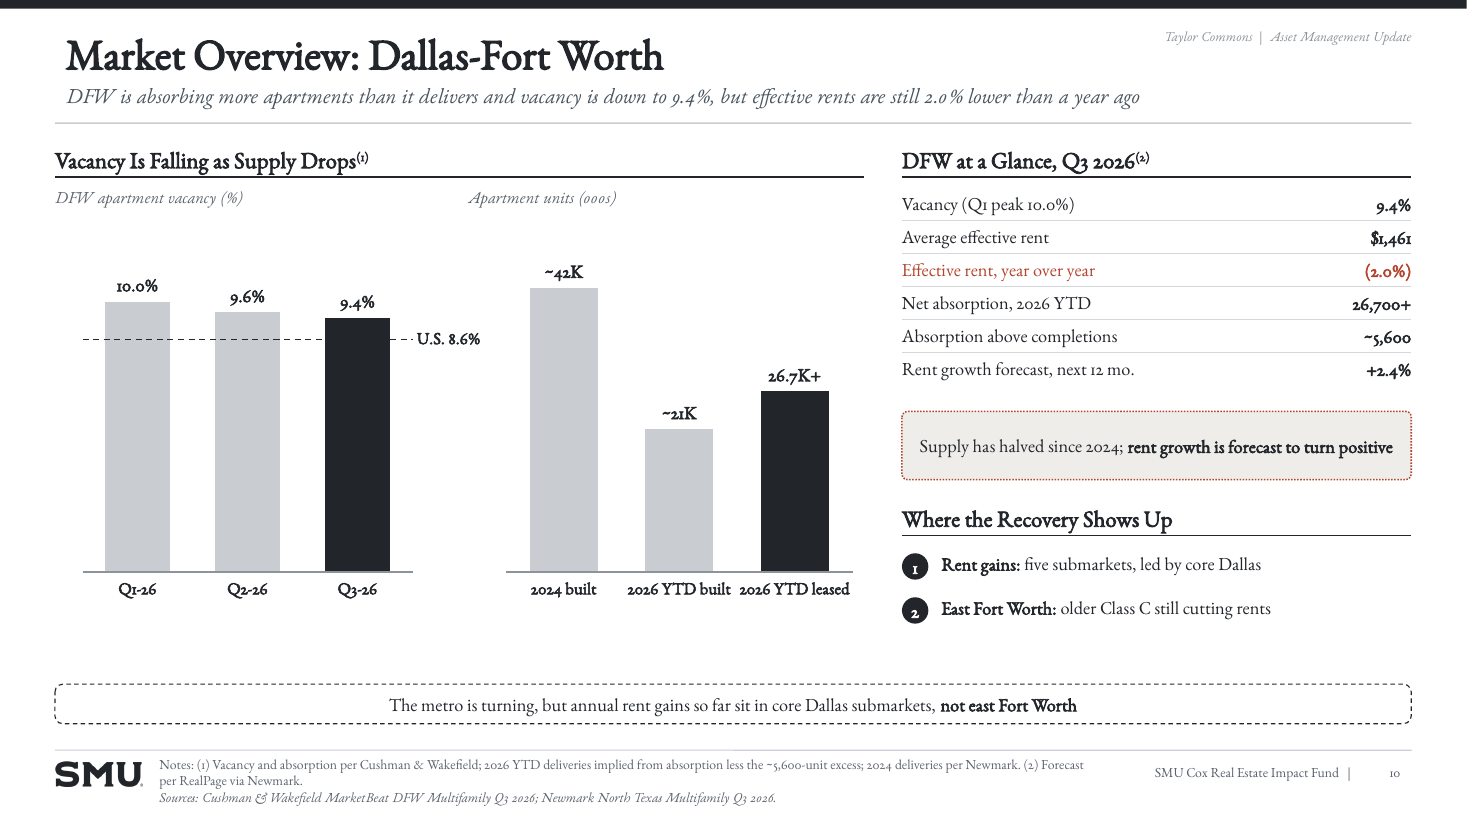 Taylor Commons | Asset Management Update
Market Overview: Dallas-Fort Worth
DFW is absorbing more apartments than it delivers and vacancy is down to 9.4%, but effective rents are still 2.0% lower than a year ago
Vacancy Is Falling as Supply Drops(1)
DFW apartment vacancy (%)
Apartment units (000s)
10.0%
9.6%
9.4%
U.S. 8.6%
Q1-26
Q2-26
Q3-26
~42K
~21K
26.7K+
2024 built
2026 YTD built
2026 YTD leased
DFW at a Glance, Q3 2026(2)
Vacancy (Q1 peak 10.0%) 9.4%
Average effective rent $1,461
Effective rent, year over year (2.0%)
Net absorption, 2026 YTD 26,700+
Absorption above completions ~5,600
Rent growth forecast, next 12 mo. +2.4%
Supply has halved since 2024; rent growth is forecast to turn positive
Where the Recovery Shows Up
1 Rent gains: five submarkets, led by core Dallas
2 East Fort Worth: older Class C still cutting rents
The metro is turning, but annual rent gains so far sit in core Dallas submarkets, not east Fort Worth
SMU
Notes: (1) Vacancy and absorption per Cushman & Wakefield; 2026 YTD deliveries implied from absorption less the ~5,600-unit excess; 2024 deliveries per Newmark. (2) Forecast
per RealPage via Newmark.
Sources: Cushman & Wakefield MarketBeat DFW Multifamily Q3 2026; Newmark North Texas Multifamily Q3 2026.
SMU Cox Real Estate Impact Fund | 10